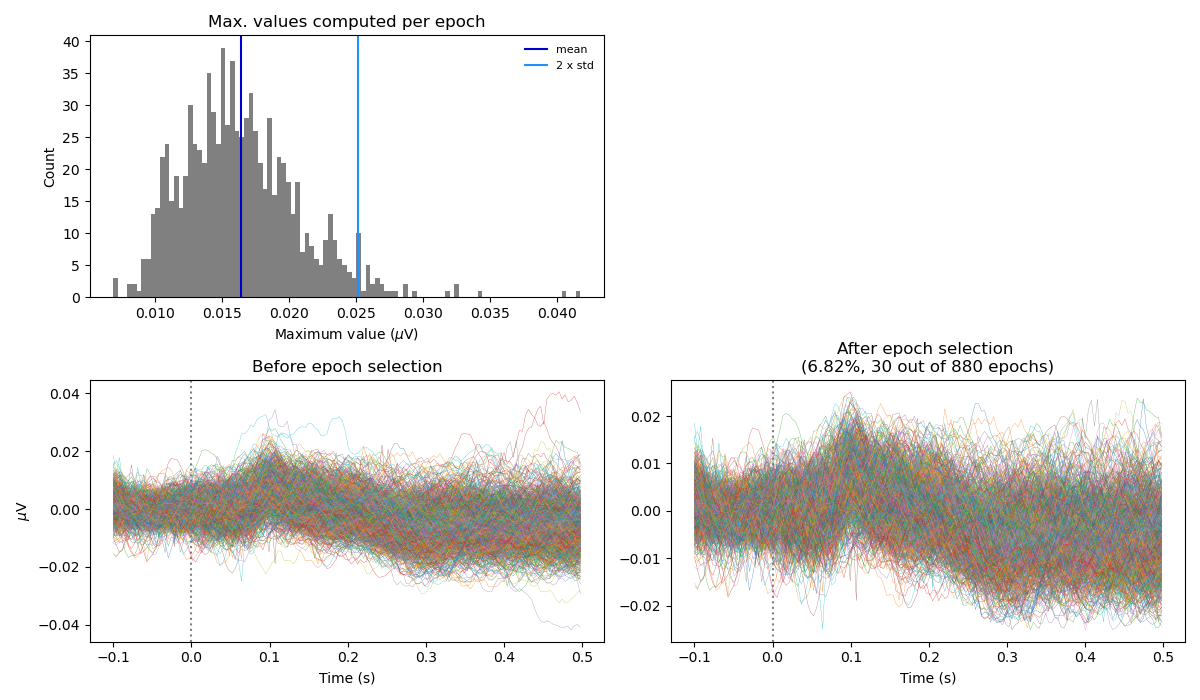 Max. values computed per epoch
40
35
30
25
20
15
10
5
0
Count
mean
2 x std
0.010 0.015 0.020 0.025 0.030 0.035 0.040
Maximum value (μV)
Before epoch selection
0.04
0.02
0.00
−0.02
−0.04
μV
−0.1 0.0 0.1 0.2 0.3 0.4 0.5
Time (s)
After epoch selection
(6.82%, 30 out of 880 epochs)
0.02
0.01
0.00
−0.01
−0.02
−0.1 0.0 0.1 0.2 0.3 0.4 0.5
Time (s)